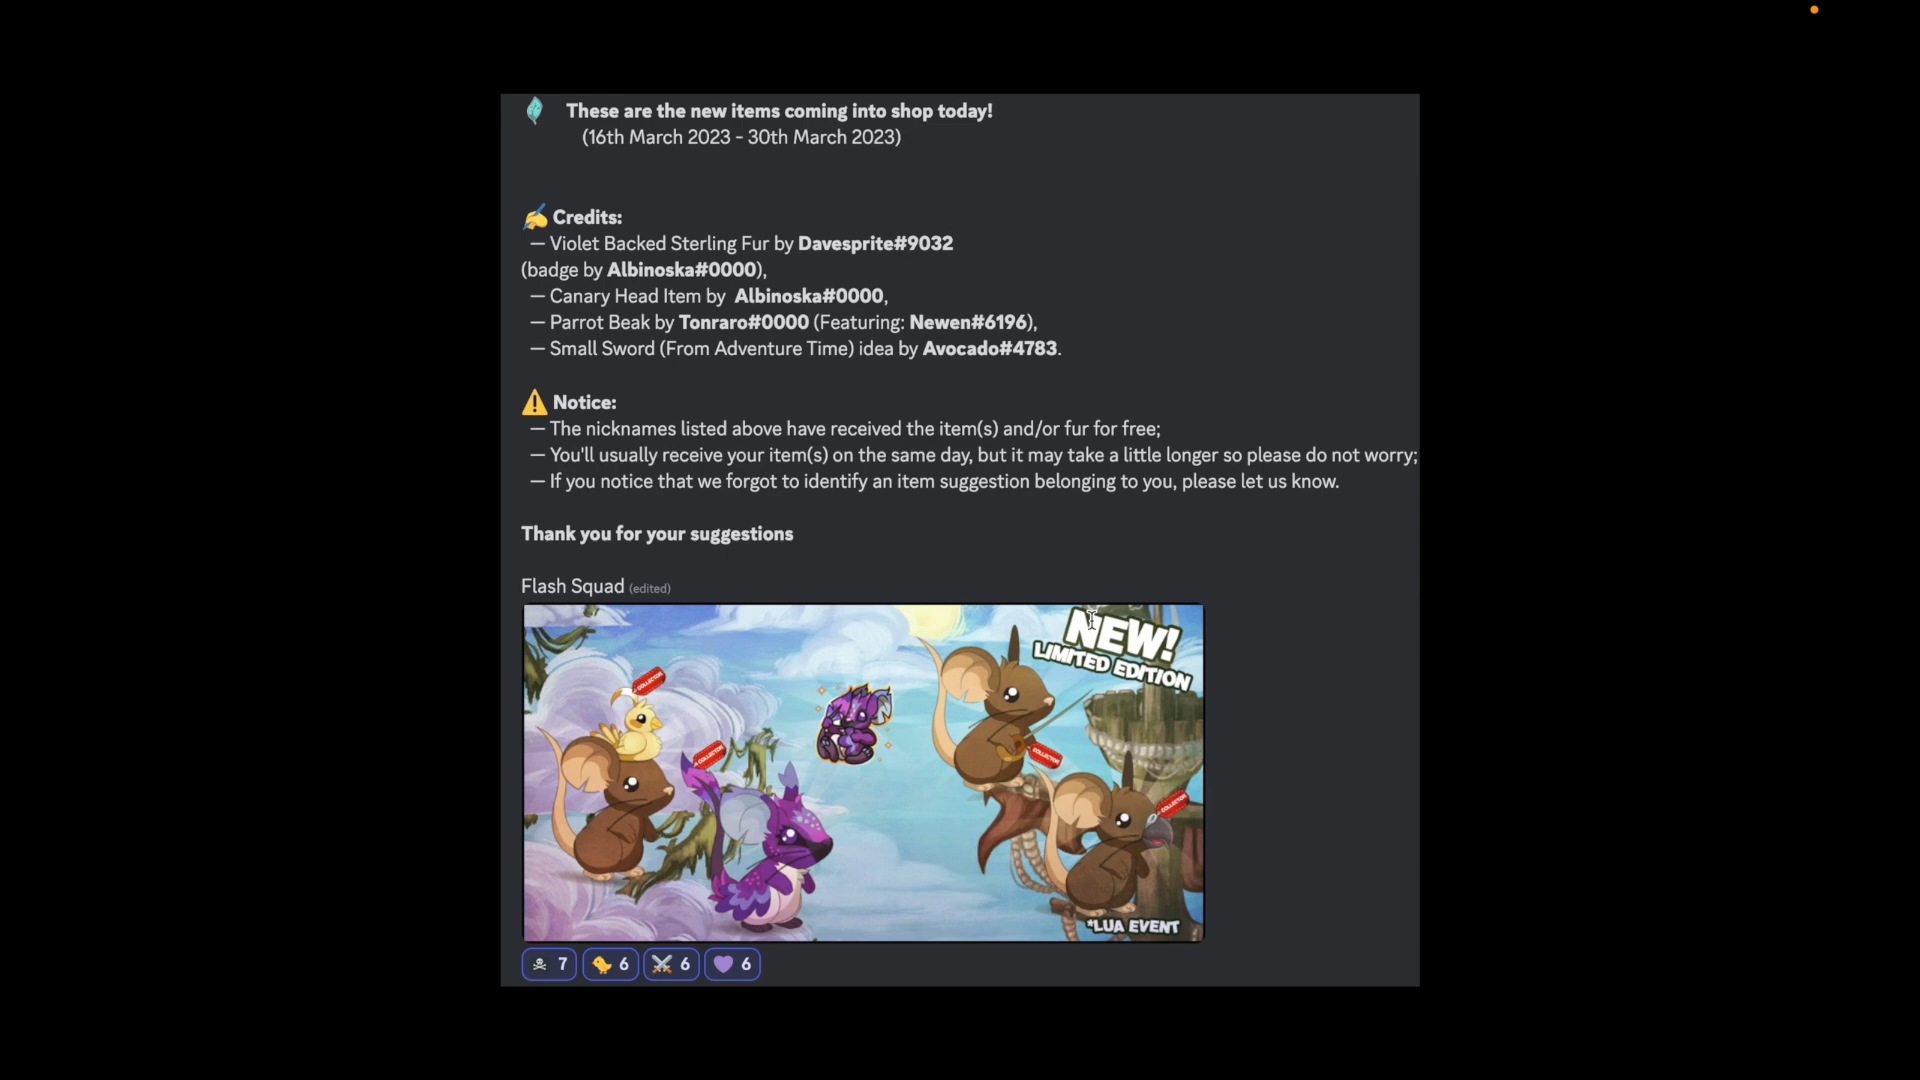 These are the new items coming into shop today!
(16th March 2023 - 30th March 2023)
Credits:
— Violet Backed Sterling Fur by Davesprite#9032
(badge by Albinoska#0000),
— Canary Head Item by Albinoska#0000,
— Parrot Beak by Tonraro#0000 (Featuring: Newen#6196),
— Small Sword (From Adventure Time) idea by Avocado#4783.
Notice:
— The nicknames listed above have received the item(s) and/or fur for free;
— You'll usually receive your item(s) on the same day, but it may take a little longer so please do not worry;
— If you notice that we forgot to identify an item suggestion belonging to you, please let us know.
Thank you for your suggestions
Flash Squad (edited)
NEW!
LIMITED EDITION
COLLECTOR
COLLECTOR
COLLECTOR
COLLECTOR
*LUA EVENT
7 6 6 6